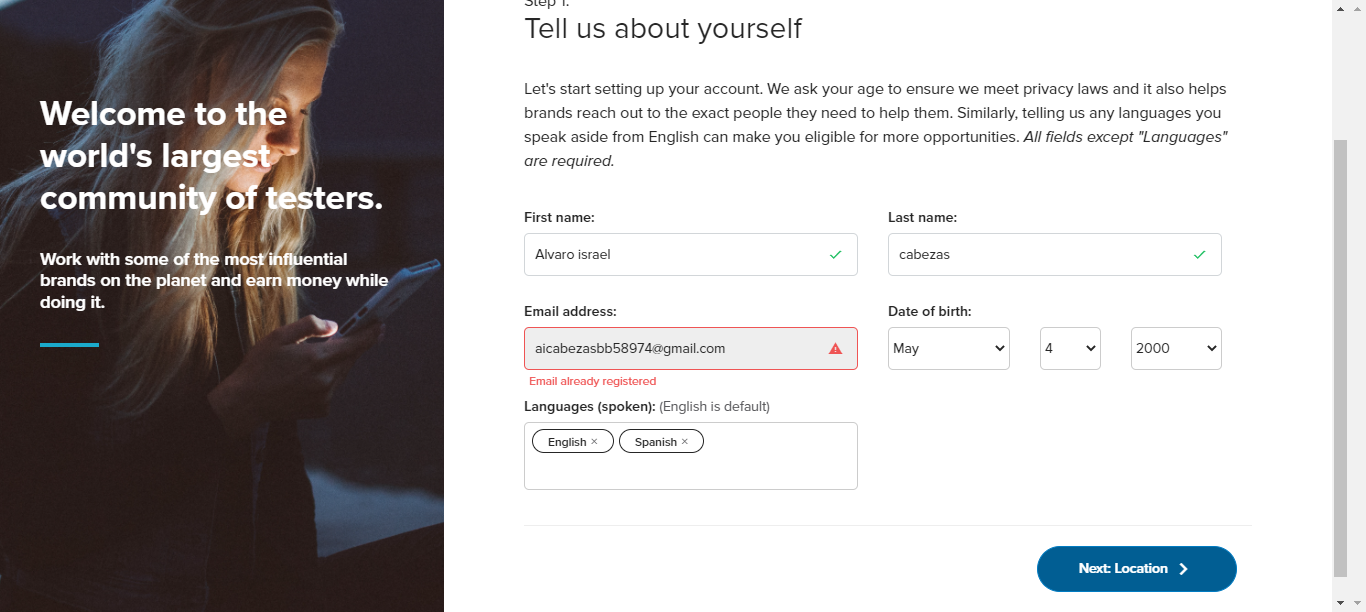 Welcome to the
world's largest
community of testers.
Work with some of the most influential
brands on the planet and earn money while
doing it.
Step 1:
Tell us about yourself
Let's start setting up your account. We ask your age to ensure we meet privacy laws and it also helps
brands reach out to the exact people they need to help them. Similarly, telling us any languages you
speak aside from English can make you eligible for more opportunities. All fields except "Languages"
are required.
First name:
Last name:
Alvaro israel
cabezas
Email address:
Date of birth:
aicabezasbb58974@gmail.com
May
4
2000
Email already registered
Languages (spoken): (English is default)
English ×
Spanish ×
Next: Location